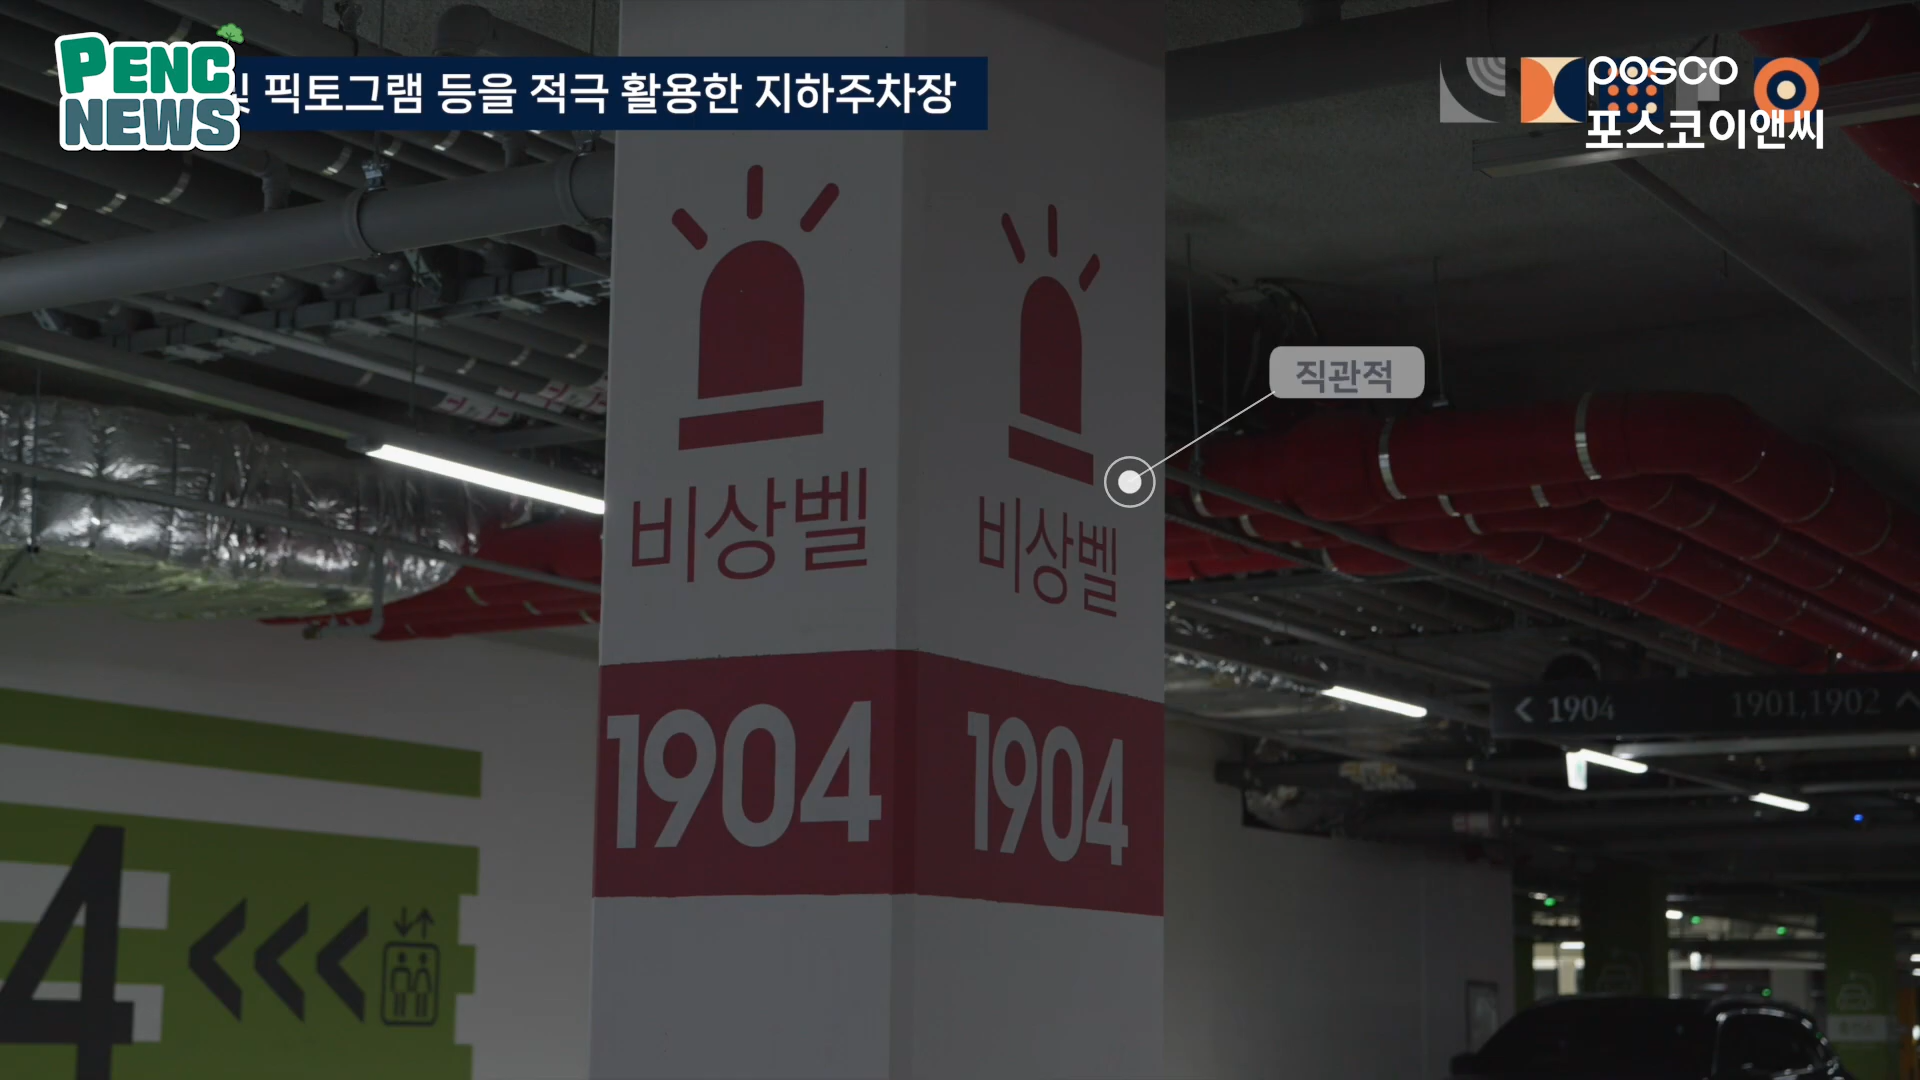 PENC
NEWS
및 픽토그램 등을 적극 활용한 지하주차장
posco
포스코이앤씨
직관적
비상벨
비상벨
1904
1904
1904
1901,1902
4